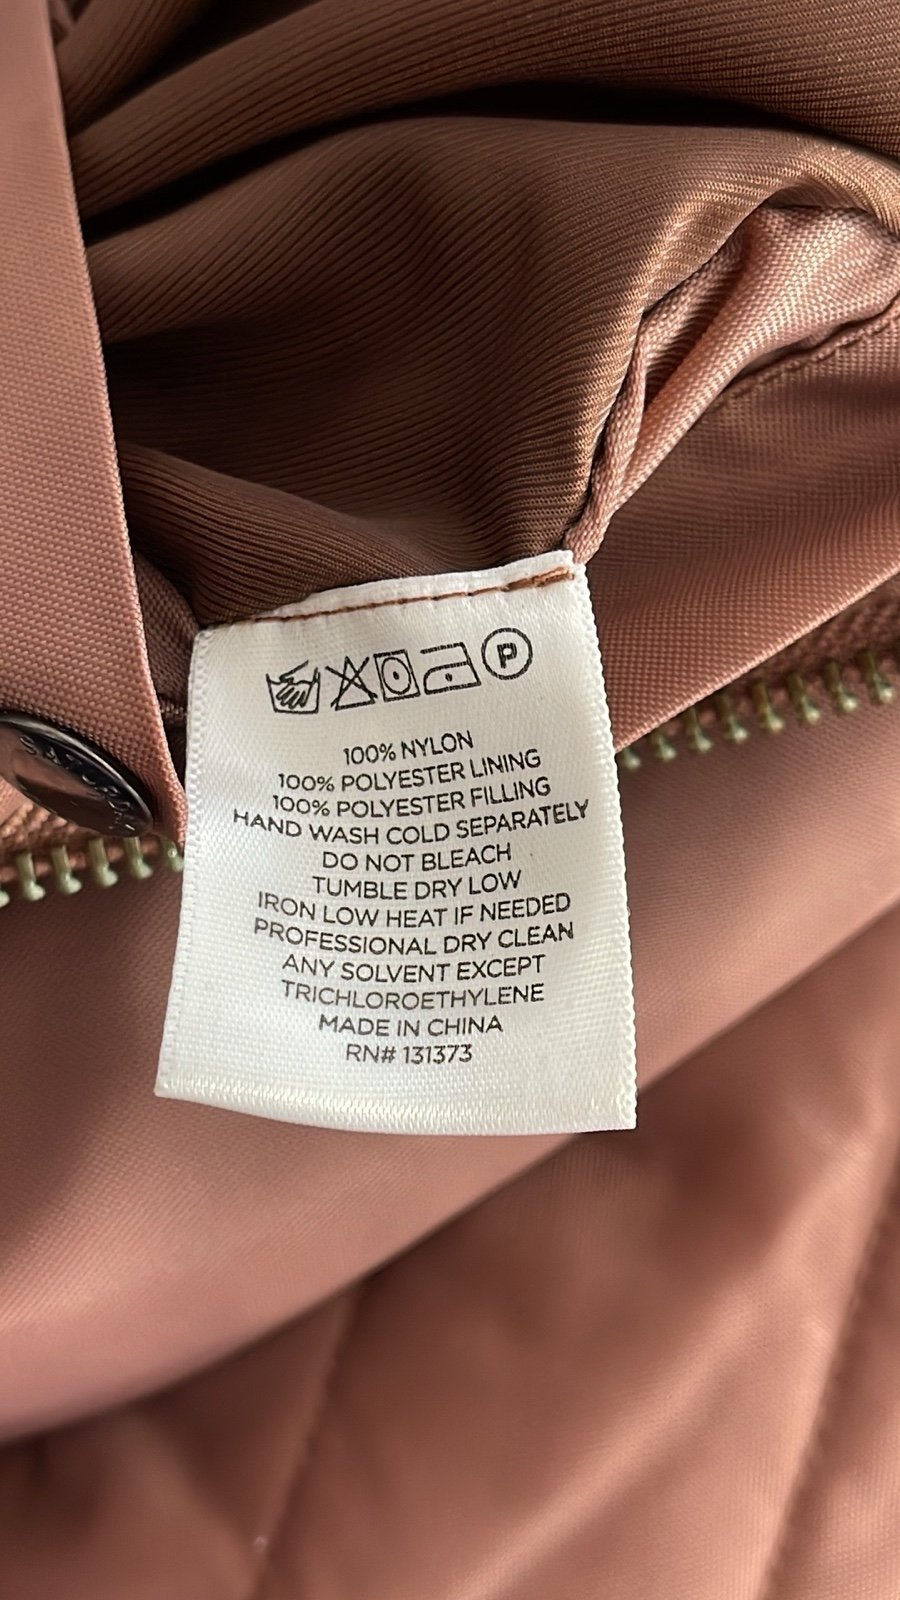 P
100% NYLON
100% POLYESTER LINING
100% POLYESTER FILLING
HAND WASH COLD SEPARATELY
DO NOT BLEACH
TUMBLE DRY LOW
IRON LOW HEAT IF NEEDED
PROFESSIONAL DRY CLEAN
ANY SOLVENT EXCEPT
TRICHLOROETHYLENE
MADE IN CHINA
RN# 131373